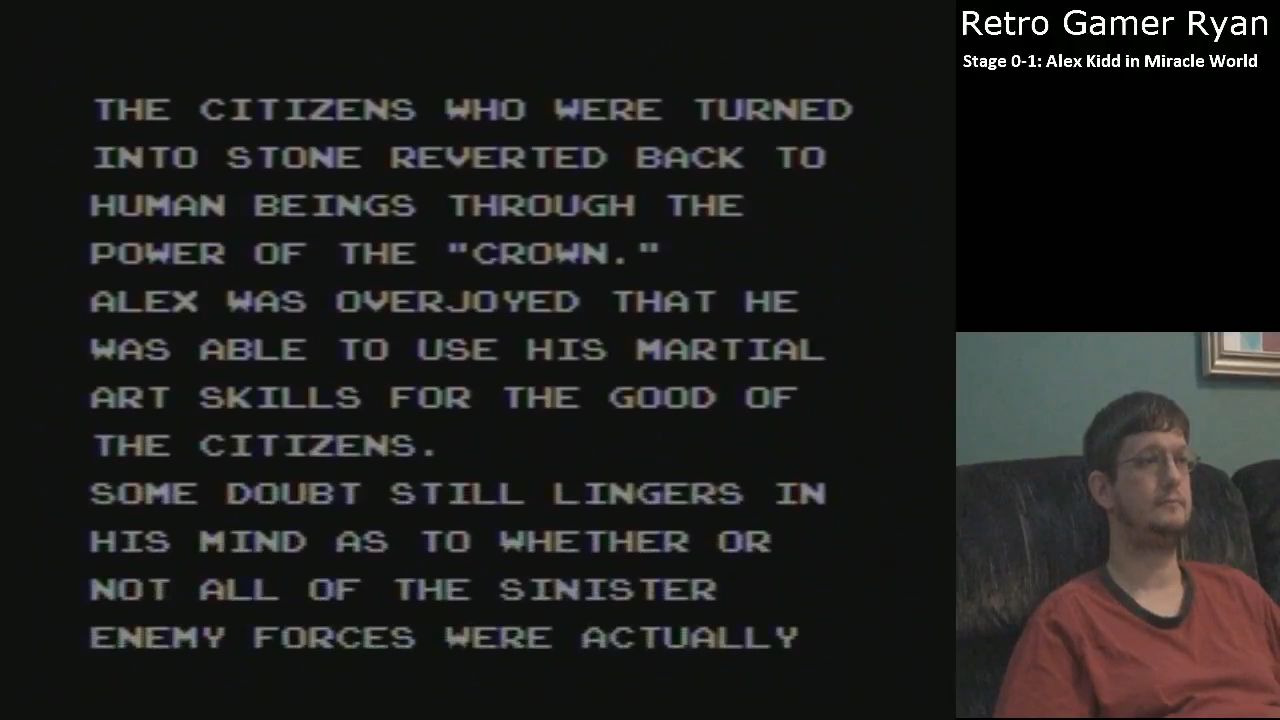 THE CITIZENS WHO WERE TURNED
INTO STONE REVERTED BACK TO
HUMAN BEINGS THROUGH THE
POWER OF THE "CROWN."
ALEX WAS OVERJOYED THAT HE
WAS ABLE TO USE HIS MARTIAL
ART SKILLS FOR THE GOOD OF
THE CITIZENS.
SOME DOUBT STILL LINGERS IN
HIS MIND AS TO WHETHER OR
NOT ALL OF THE SINISTER
ENEMY FORCES WERE ACTUALLY
Retro Gamer Ryan
Stage 0-1: Alex Kidd in Miracle World